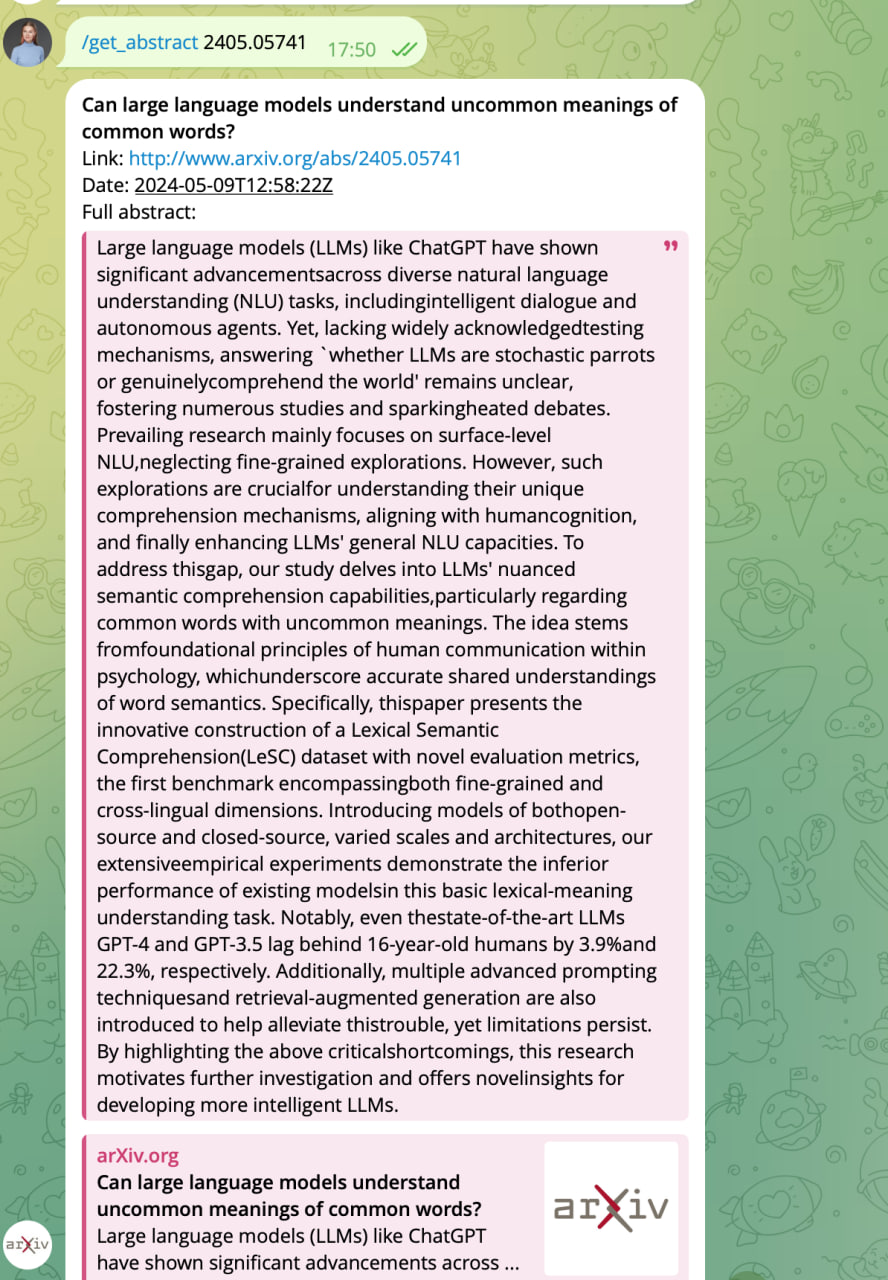 /get_abstract 2405.05741 17:50
Can large language models understand uncommon meanings of
common words?
Link: http://www.arxiv.org/abs/2405.05741
Date: 2024-05-09T12:58:22Z
Full abstract:
Large language models (LLMs) like ChatGPT have shown
significant advancementsacross diverse natural language
understanding (NLU) tasks, includingintelligent dialogue and
autonomous agents. Yet, lacking widely acknowledgedtesting
mechanisms, answering `whether LLMs are stochastic parrots
or genuinelycomprehend the world' remains unclear,
fostering numerous studies and sparkingheated debates.
Prevailing research mainly focuses on surface-level
NLU,neglecting fine-grained explorations. However, such
explorations are crucialfor understanding their unique
comprehension mechanisms, aligning with humancognition,
and finally enhancing LLMs' general NLU capacities. To
address thisgap, our study delves into LLMs' nuanced
semantic comprehension capabilities,particularly regarding
common words with uncommon meanings. The idea stems
fromfoundational principles of human communication within
psychology, whichunderscore accurate shared understandings
of word semantics. Specifically, thispaper presents the
innovative construction of a Lexical Semantic
Comprehension(LeSC) dataset with novel evaluation metrics,
the first benchmark encompassingboth fine-grained and
cross-lingual dimensions. Introducing models of bothopen-
source and closed-source, varied scales and architectures, our
extensiveempirical experiments demonstrate the inferior
performance of existing modelsin this basic lexical-meaning
understanding task. Notably, even thestate-of-the-art LLMs
GPT-4 and GPT-3.5 lag behind 16-year-old humans by 3.9%and
22.3%, respectively. Additionally, multiple advanced prompting
techniquesand retrieval-augmented generation are also
introduced to help alleviate thistrouble, yet limitations persist.
By highlighting the above criticalshortcomings, this research
motivates further investigation and offers novelinsights for
developing more intelligent LLMs.
arXiv.org
Can large language models understand
uncommon meanings of common words?
Large language models (LLMs) like ChatGPT
have shown significant advancements across ...
arXiv
arXiv